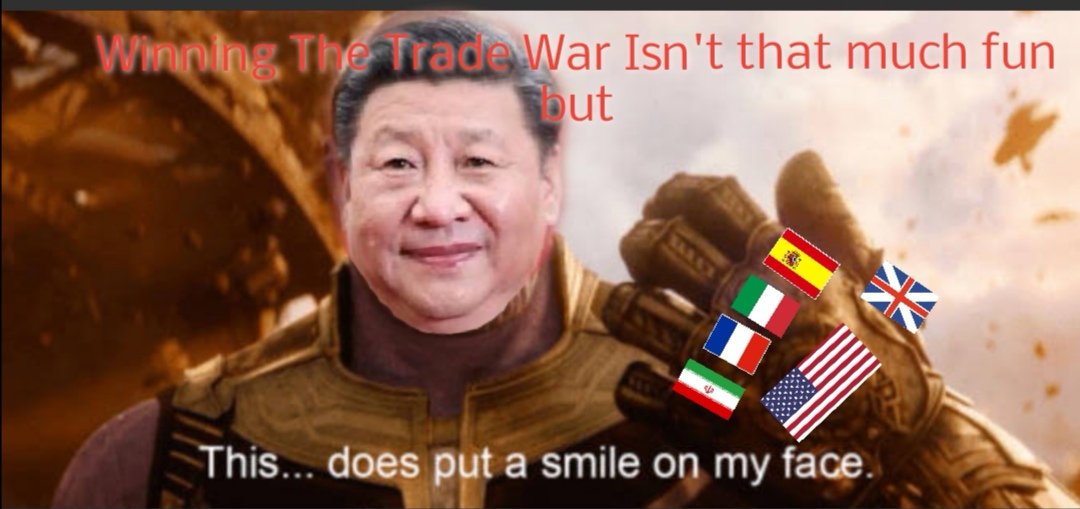 Winning The Trade War Isn't that much fun
but
This... does put a smile on my face.